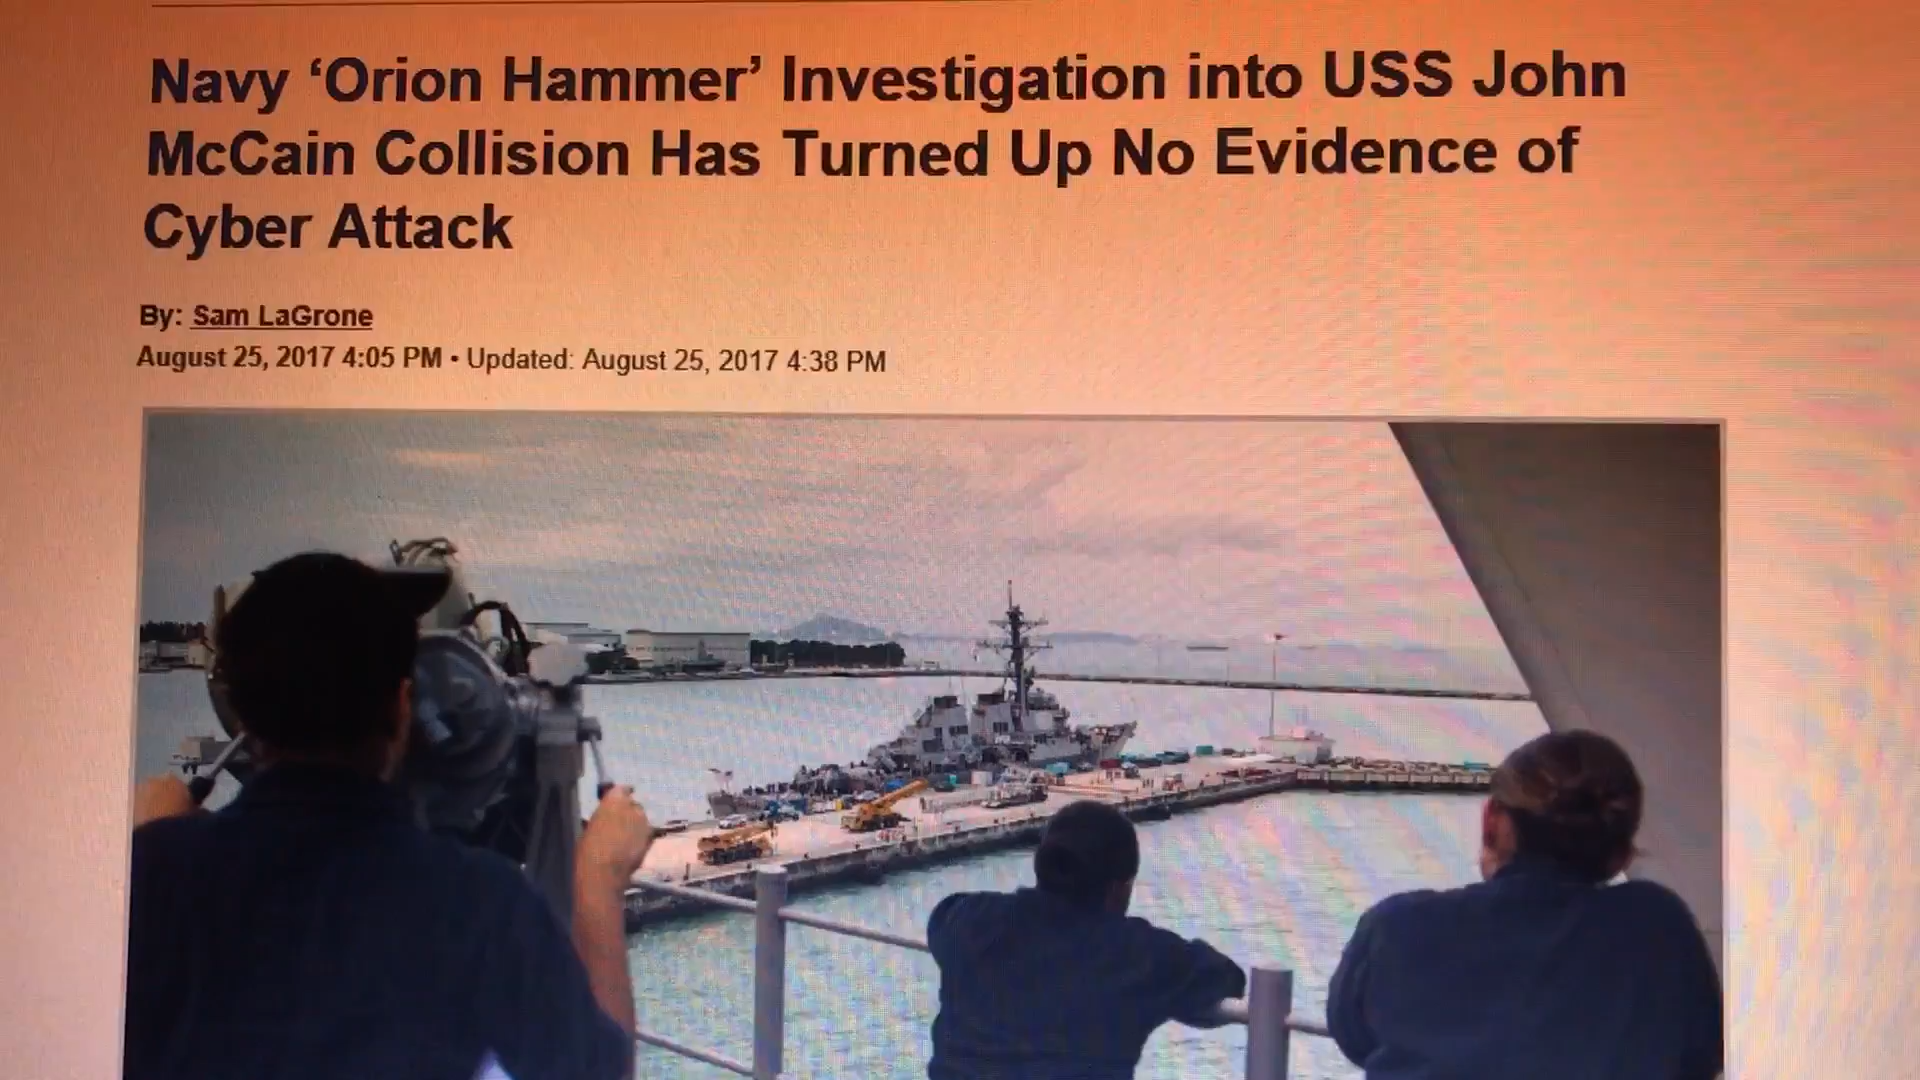 Navy ‘Orion Hammer’ Investigation into USS John
McCain Collision Has Turned Up No Evidence of
Cyber Attack
By: Sam LaGrone
August 25, 2017 4:05 PM • Updated: August 25, 2017 4:38 PM